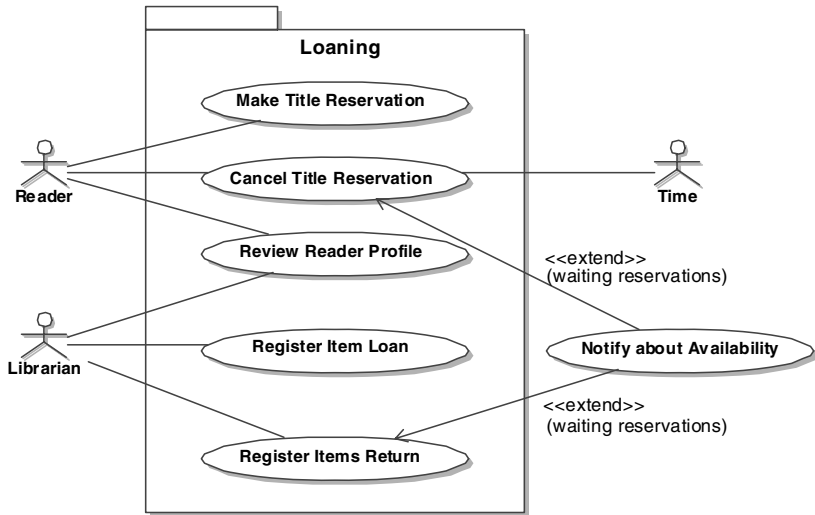 Loaning
Make Title Reservation
Reader
Cancel Title Reservation
Time
Review Reader Profile
<<extend>>
(waiting reservations)
Librarian
Register Item Loan
Notify about Availability
<<extend>>
(waiting reservations)
Register Items Return